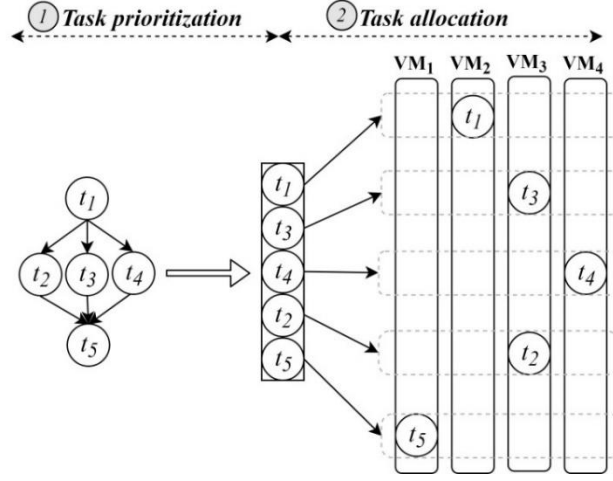 1 Task prioritization
2 Task allocation
VM₁ VM₂ VM₃ VM₄
t₁
t₂ t₃ t₄
t₅
t₁
t₃
t₄
t₂
t₅
t₁
t₃
t₄
t₂
t₅